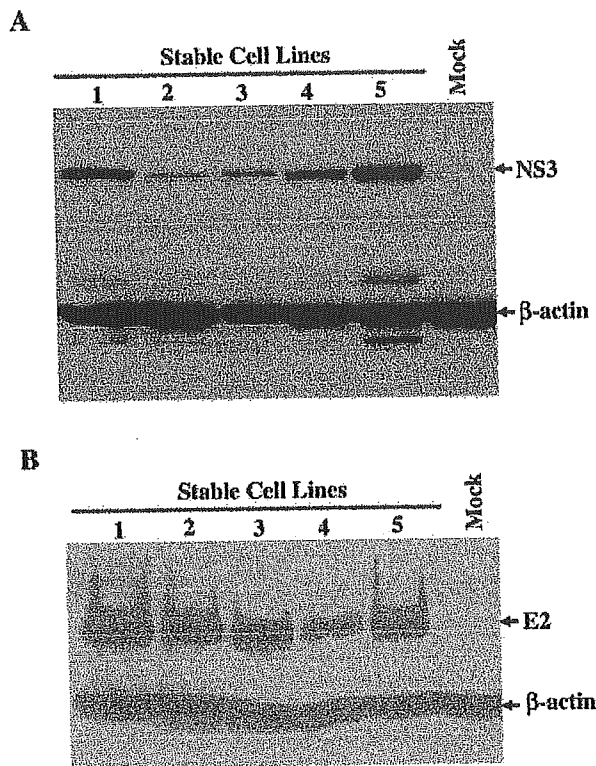 A
Stable Cell Lines
Mock
1 2 3 4 5
NS3
β-actin
B
Stable Cell Lines
Mock
1 2 3 4 5
E2
β-actin